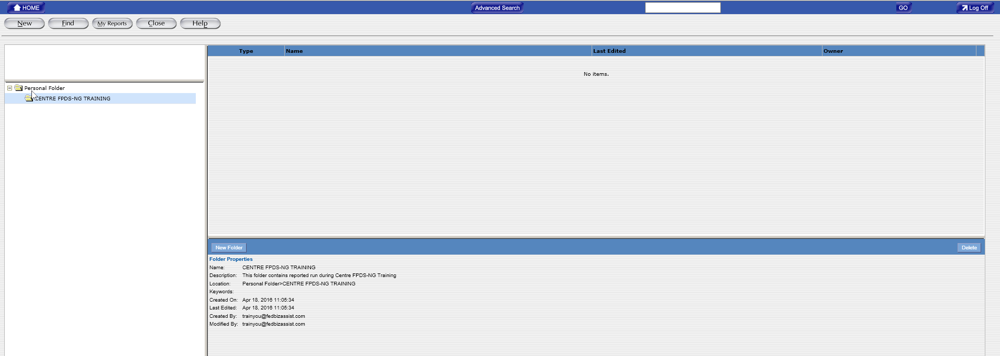 HOME Advanced Search GO Log Off
New Find My Reports Close Help
Type Name Last Edited Owner
No items.
Personal Folder
CENTRE FPDS-NG TRAINING
New Folder Delete
Folder Properties
Name: CENTRE FPDS-NG TRAINING
Description: This folder contains reported run during Centre FPDS-NG Training
Location: Personal Folder>CENTRE FPDS-NG TRAINING
Keywords:
Created On: Apr 18, 2016 11:05:34
Last Edited: Apr 18, 2016 11:05:34
Created By: trainyou@fedbizassist.com
Modified By: trainyou@fedbizassist.com